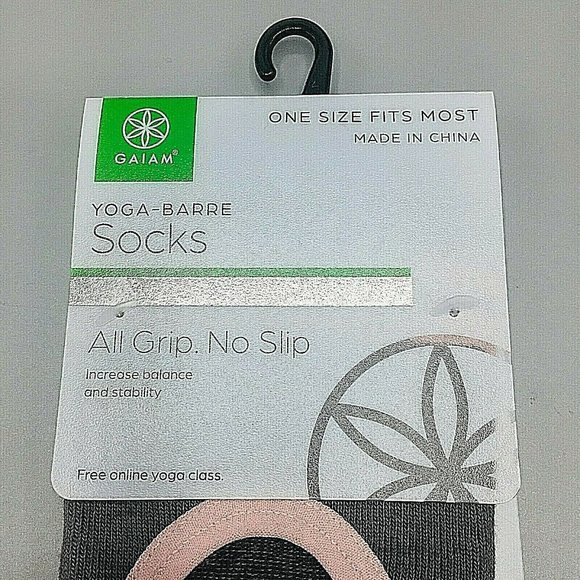 GAIAM®
ONE SIZE FITS MOST
MADE IN CHINA
YOGA-BARRE
Socks
All Grip. No Slip
Increase balance
and stability
Free online yoga class.